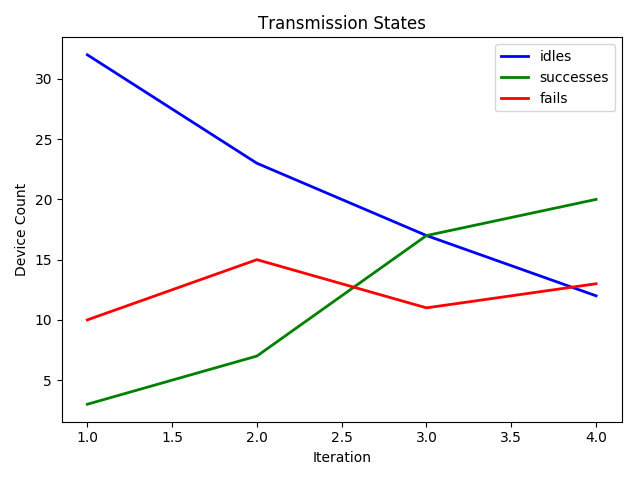 Transmission States
idles
successes
fails
Device Count
30
25
20
15
10
5
1.0 1.5 2.0 2.5 3.0 3.5 4.0
Iteration